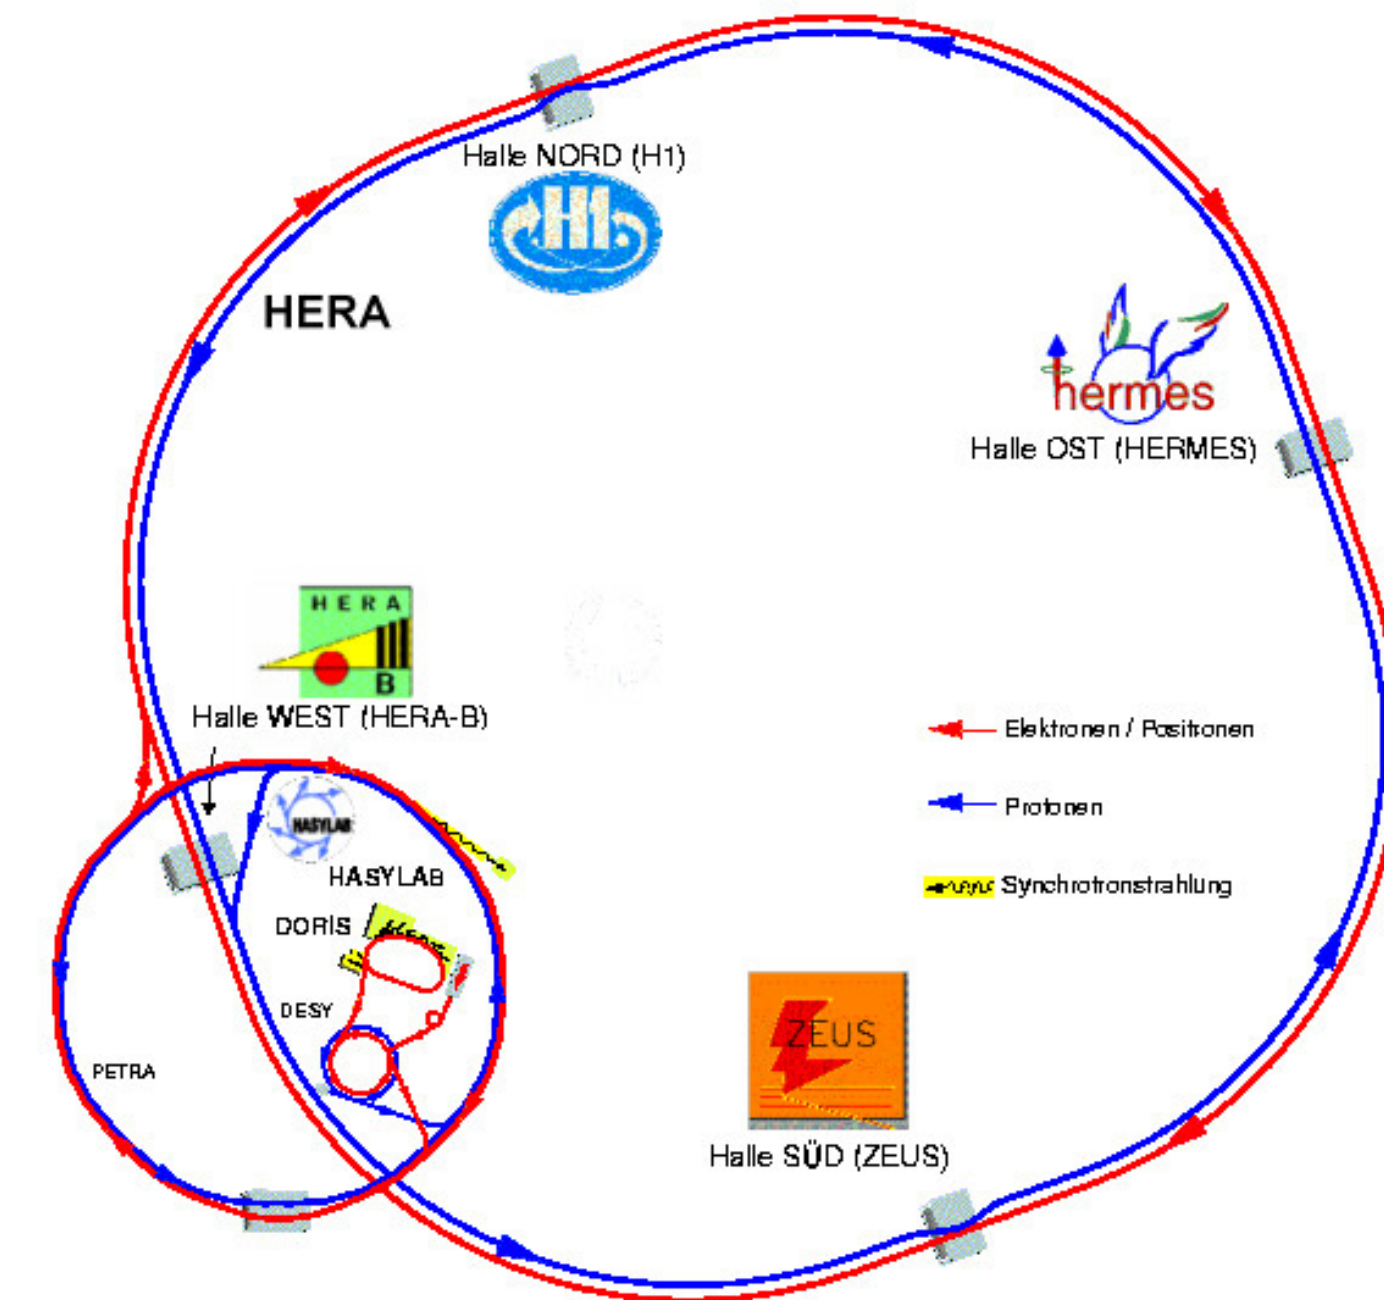 Halle NORD (H1)
H1
HERA
hermes
Halle OST (HERMES)
HERA
B
Halle WEST (HERA-B)
Elektronen / Positronen
Protonen
Synchrotronstrahlung
HASYLAB
HASYLAB
DORIS
DESY
PETRA
ZEUS
Halle SÜD (ZEUS)